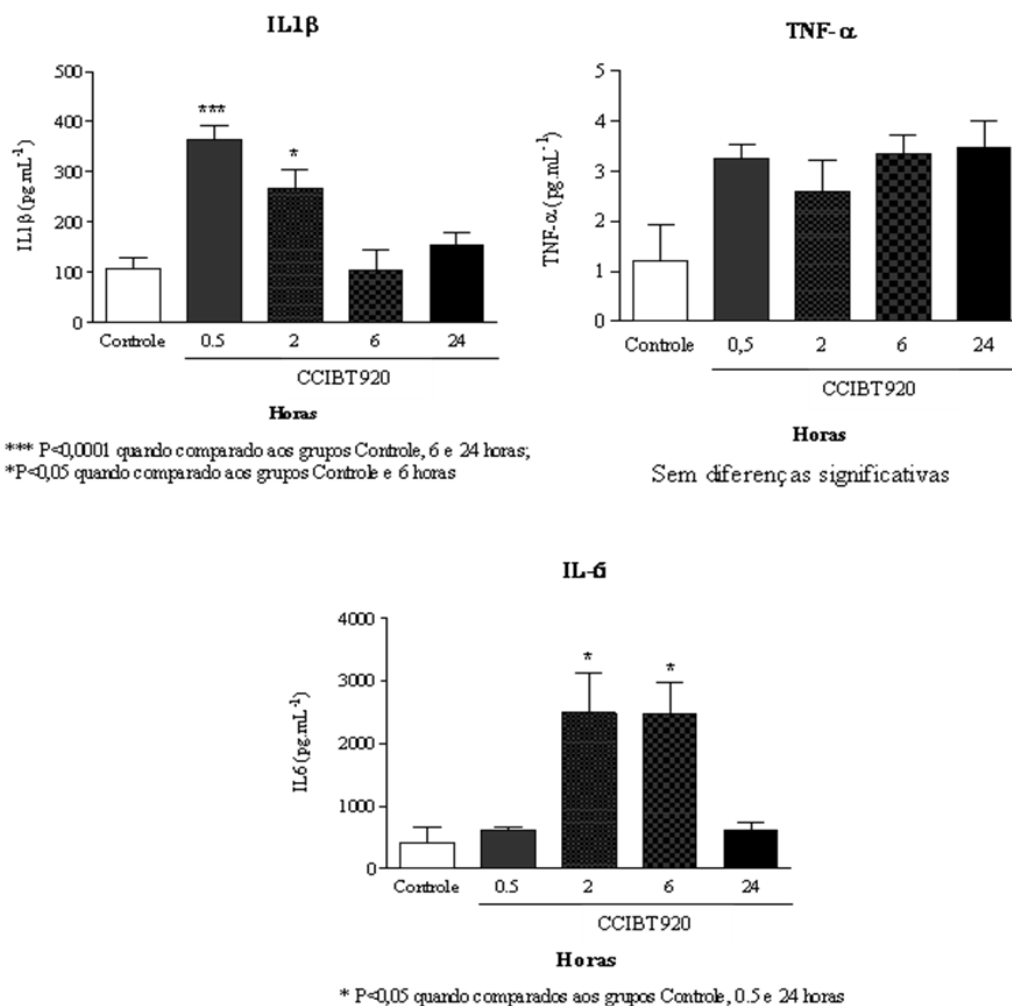 IL1β
IL1β (pg.mL⁻¹)
500
400
300
200
100
0
***
*
Controle 0.5 2 6 24
CCIBT920
Horas
*** P<0,0001 quando comparado aos grupos Controle, 6 e 24 horas;
*P<0,05 quando comparado aos grupos Controle e 6 horas
TNF-α
TNF-α (pg.mL⁻¹)
5
4
3
2
1
0
Controle 0,5 2 6 24
CCIBT920
Horas
Sem diferenças significativas
IL-6
IL6 (pg.mL⁻¹)
4000
3000
2000
1000
0
* *
Controle 0.5 2 6 24
CCIBT920
Horas
* P<0,05 quando comparados aos grupos Controle, 0.5 e 24 horas